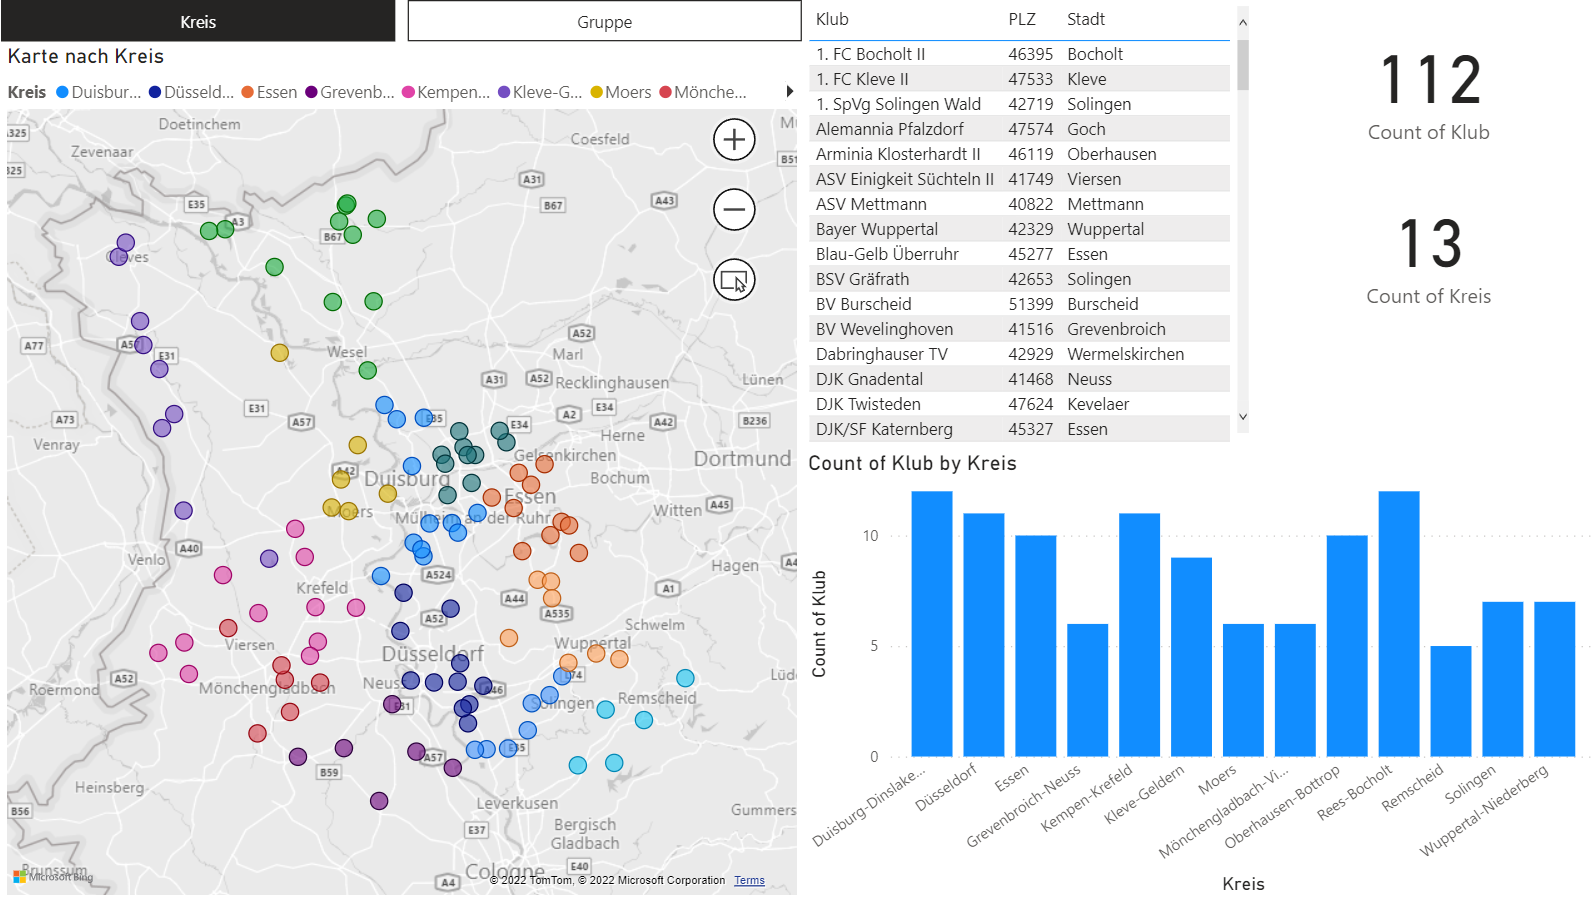 Kreis
Gruppe
Karte nach Kreis
Kreis Duisbur... Düsseld... Essen Grevenb... Kempen... Kleve-G... Moers Mönche...
Doetinchem
Zevenaar
Coesfeld
B51
A31
E35
A3
B67
B67
A43
Cleves
A77
A57
E31
Wesel
A52
Marl
A31
A52
Recklinghausen
Lünen
A73
E31
A57
E35
E34
A2
E34
A42
B236
Venray
Herne
Gelsenkirchen
Dortmund
A42
Duisburg
Bochum
Essen
Moers
Mülheim an der Ruhr
Witten
A45
Venlo
A40
A524
Hagen
Krefeld
A44
A1
A52
A535
Schwelm
Viersen
Wuppertal
Düsseldorf
Roermond
A52
Mönchengladbach
Neuss
A46
L74
E31
Solingen
Remscheid
A57
E35
B59
Heinsberg
Leverkusen
B56
E37
Gummers
Bergisch
Gladbach
Brunssum
Cologne
E40
A4
Microsoft Bing
© 2022 TomTom, © 2022 Microsoft Corporation Terms
Klub PLZ Stadt
1. FC Bocholt II 46395 Bocholt
1. FC Kleve II 47533 Kleve
1. SpVg Solingen Wald 42719 Solingen
Alemannia Pfalzdorf 47574 Goch
Arminia Klosterhardt II 46119 Oberhausen
ASV Einigkeit Süchteln II 41749 Viersen
ASV Mettmann 40822 Mettmann
Bayer Wuppertal 42329 Wuppertal
Blau-Gelb Überruhr 45277 Essen
BSV Gräfrath 42653 Solingen
BV Burscheid 51399 Burscheid
BV Wevelinghoven 41516 Grevenbroich
Dabringhauser TV 42929 Wermelskirchen
DJK Gnadental 41468 Neuss
DJK Twisteden 47624 Kevelaer
DJK/SF Katernberg 45327 Essen
112
Count of Klub
13
Count of Kreis
Count of Klub by Kreis
Count of Klub
10
5
0
Duisburg-Dinslake...
Düsseldorf
Essen
Grevenbroich-Neuss
Kempen-Krefeld
Kleve-Geldern
Moers
Mönchengladbach-Vi...
Oberhausen-Bottrop
Rees-Bocholt
Remscheid
Solingen
Wuppertal-Niederberg
Kreis